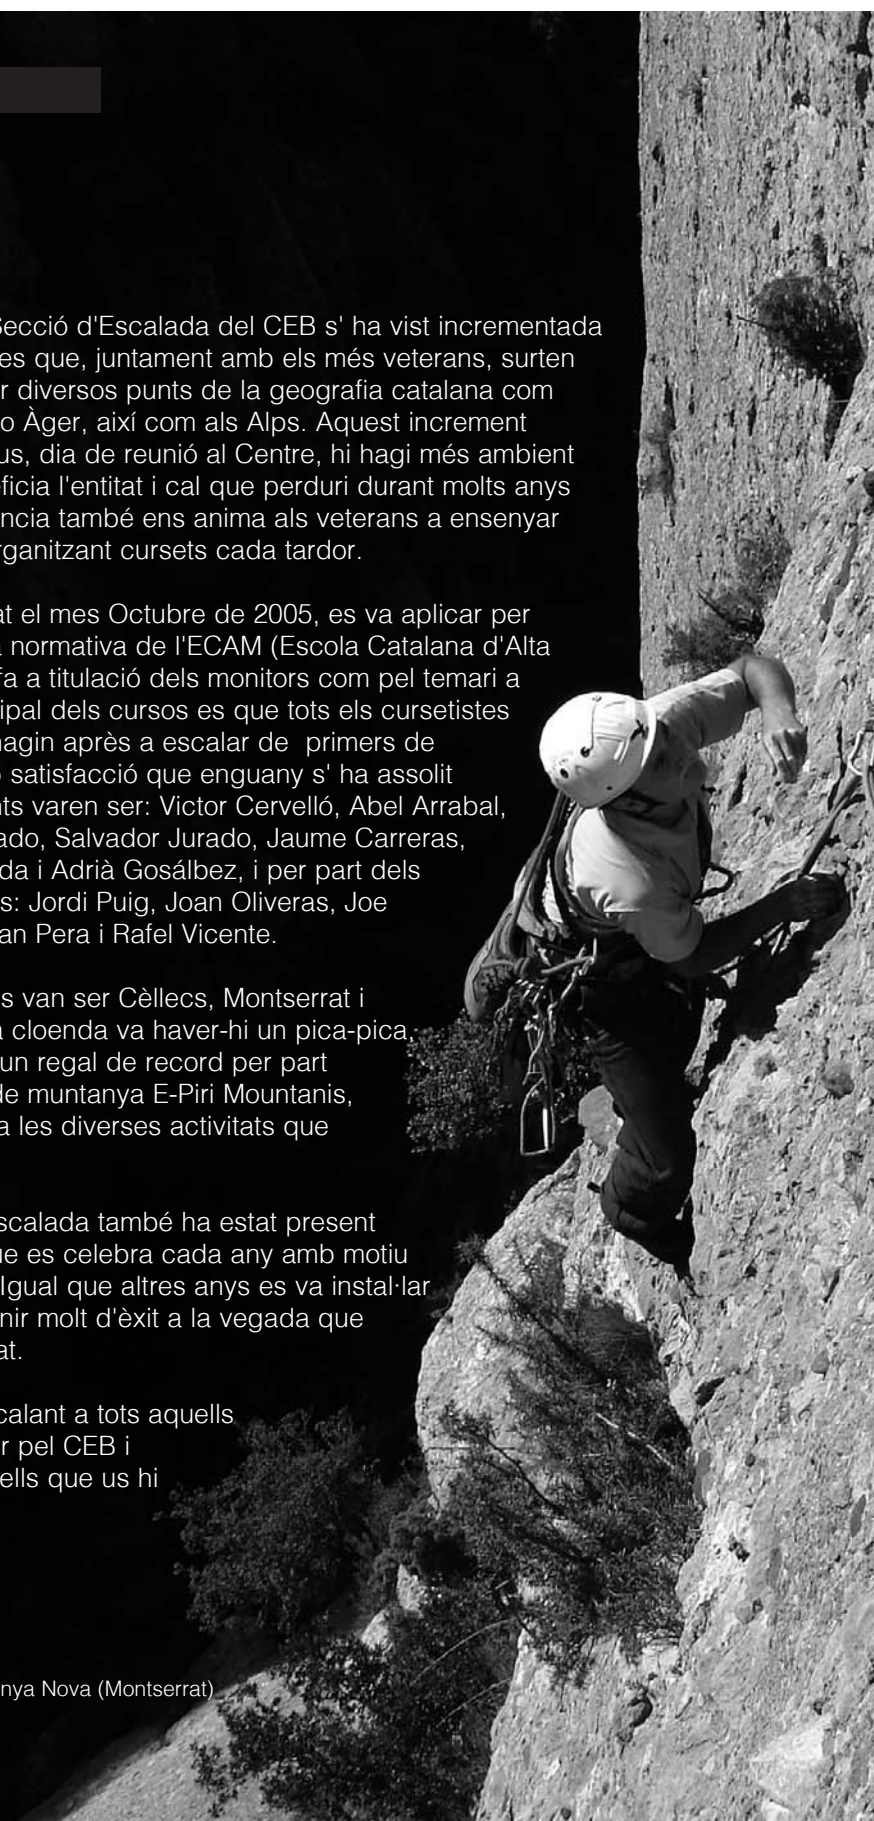 Secció d'Escalada del CEB s' ha vist incrementada
es que, juntament amb els més veterans, surten
r diversos punts de la geografia catalana com
o Àger, així com als Alps. Aquest increment
us, dia de reunió al Centre, hi hagi més ambient
eficia l'entitat i cal que perduri durant molts anys
ència també ens anima als veterans a ensenyar
rganitzant cursets cada tardor.
at el mes Octubre de 2005, es va aplicar per
a normativa de l'ECAM (Escola Catalana d'Alta
fa a titulació dels monitors com pel temari a
cipal dels cursos es que tots els cursetistes
hagin après a escalar de primers de
b satisfacció que enguany s' ha assolit
nts varen ser: Victor Cervelló, Abel Arrabal,
ado, Salvador Jurado, Jaume Carreras,
da i Adrià Gosálbez, i per part dels
s: Jordi Puig, Joan Oliveras, Joe
an Pera i Rafel Vicente.
s van ser Cèllecs, Montserrat i
a cloenda va haver-hi un pica-pica,
un regal de record per part
de muntanya E-Piri Mountanis,
a les diverses activitats que
scalada també ha estat present
ue es celebra cada any amb motiu
Igual que altres anys es va instal·lar
nir molt d'èxit a la vegada que
at.
calant a tots aquells
r pel CEB i
ells que us hi
nya Nova (Montserrat)